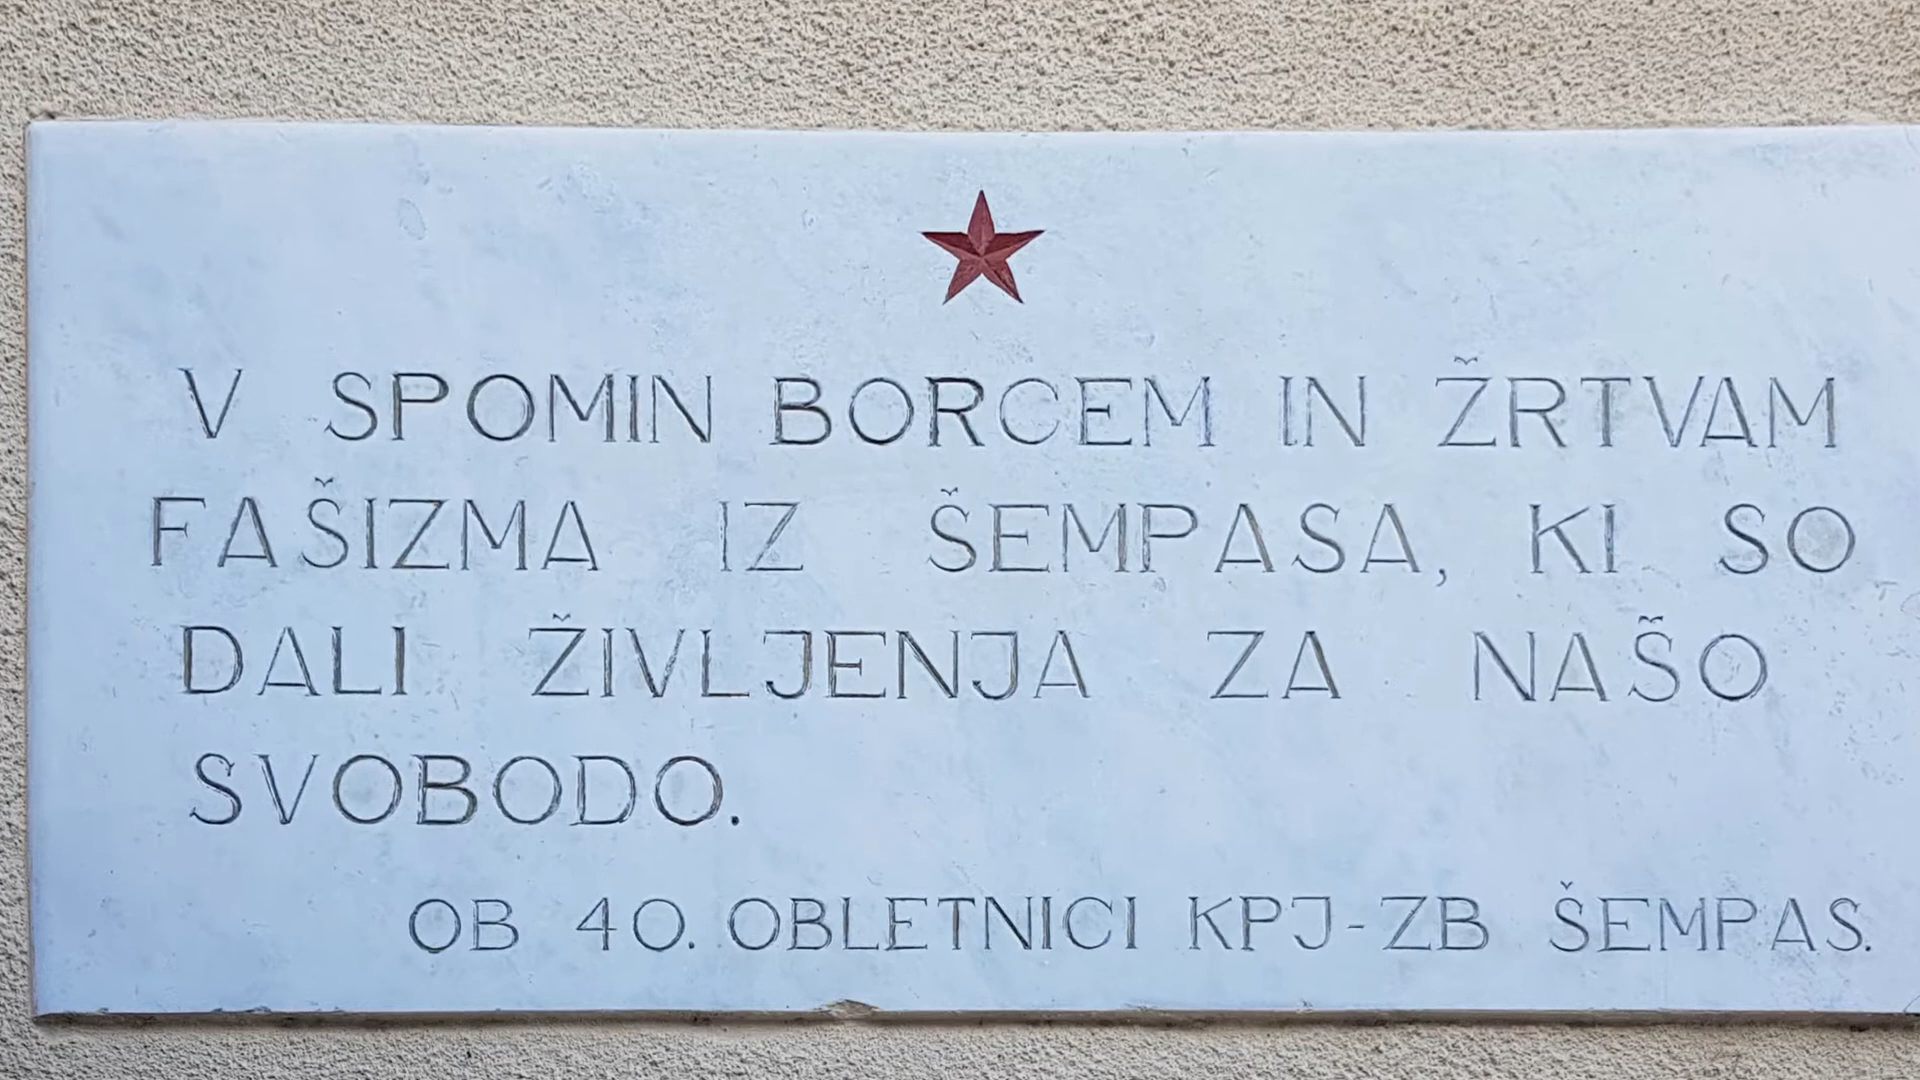 V SPOMIN BORCEM IN ŽRTVAM
FAŠIZMA IZ ŠEMPASA, KI SO
DALI ŽIVLJENJA ZA NAŠO
SVOBODO.
OB 40. OBLETNICI KPJ-ZB ŠEMPAS.